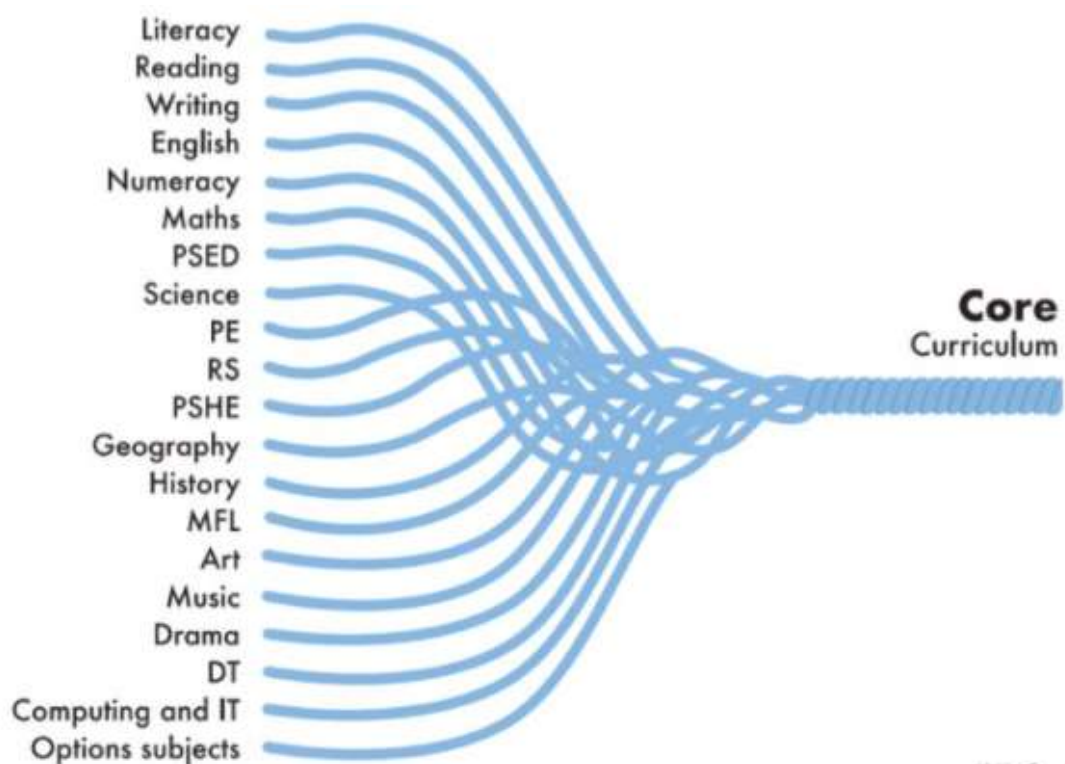 Literacy
Reading
Writing
English
Numeracy
Maths
PSED
Science
PE
RS
PSHE
Geography
History
MFL
Art
Music
Drama
DT
Computing and IT
Options subjects
Core
Curriculum